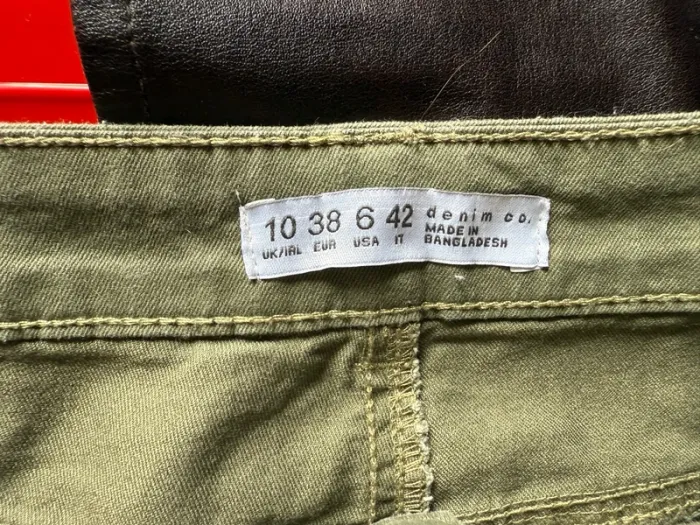 10 38 6 42 denim co.
UK/IRL EUR USA IT MADE IN
BANGLADESH